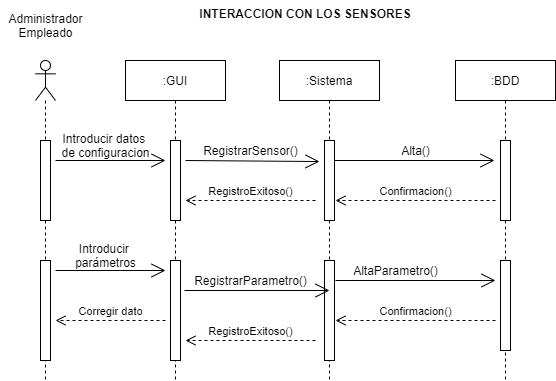 INTERACCION CON LOS SENSORES
Administrador
Empleado
:GUI
:Sistema
:BDD
Introducir datos
de configuracion
RegistrarSensor()
Alta()
RegistroExitoso()
Confirmacion()
Introducir
parámetros
RegistrarParametro()
AltaParametro()
Corregir dato
Confirmacion()
RegistroExitoso()